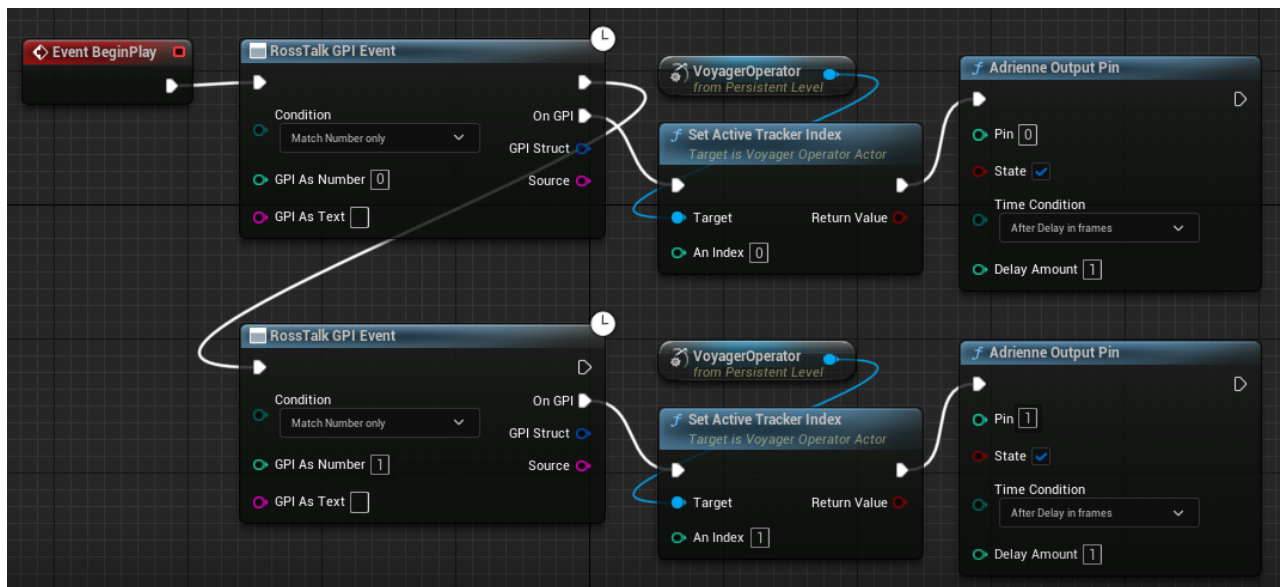 Event BeginPlay
RossTalk GPI Event
Condition
Match Number only
On GPI
GPI Struct
GPI As Number 0
Source
GPI As Text
VoyagerOperator
from Persistent Level
Set Active Tracker Index
Target is Voyager Operator Actor
Target
Return Value
An Index 0
Adrienne Output Pin
Pin 0
State
Time Condition
After Delay in frames
Delay Amount 1
RossTalk GPI Event
Condition
Match Number only
On GPI
GPI Struct
GPI As Number 1
Source
GPI As Text
VoyagerOperator
from Persistent Level
Set Active Tracker Index
Target is Voyager Operator Actor
Target
Return Value
An Index 1
Adrienne Output Pin
Pin 1
State
Time Condition
After Delay in frames
Delay Amount 1